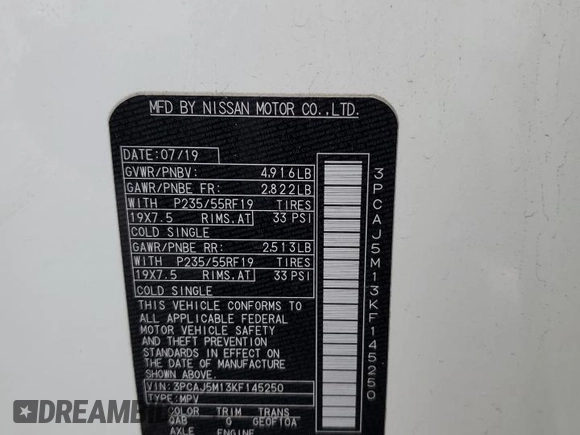 MFD BY NISSAN MOTOR CO.,LTD.
DATE:07/19
GVWR/PNBV: 4,916LB
GAWR/PNBE FR: 2,822LB
WITH P235/55RF19 TIRES
19X7.5 RIMS.AT 33 PSI
COLD SINGLE
GAWR/PNBE RR: 2,513LB
WITH P235/55RF19 TIRES
19X7.5 RIMS.AT 33 PSI
COLD SINGLE
THIS VEHICLE CONFORMS TO
ALL APPLICABLE FEDERAL
MOTOR VEHICLE SAFETY
AND THEFT PREVENTION
STANDARDS IN EFFECT ON
THE DATE OF MANUFACTURE
SHOWN ABOVE.
VIN:3PCAJ5M13KF145250
TYPE:MPV
COLOR TRIM TRANS
QAB G GE0F10A
AXLE ENGINE
3PCAJ5M13KF145250